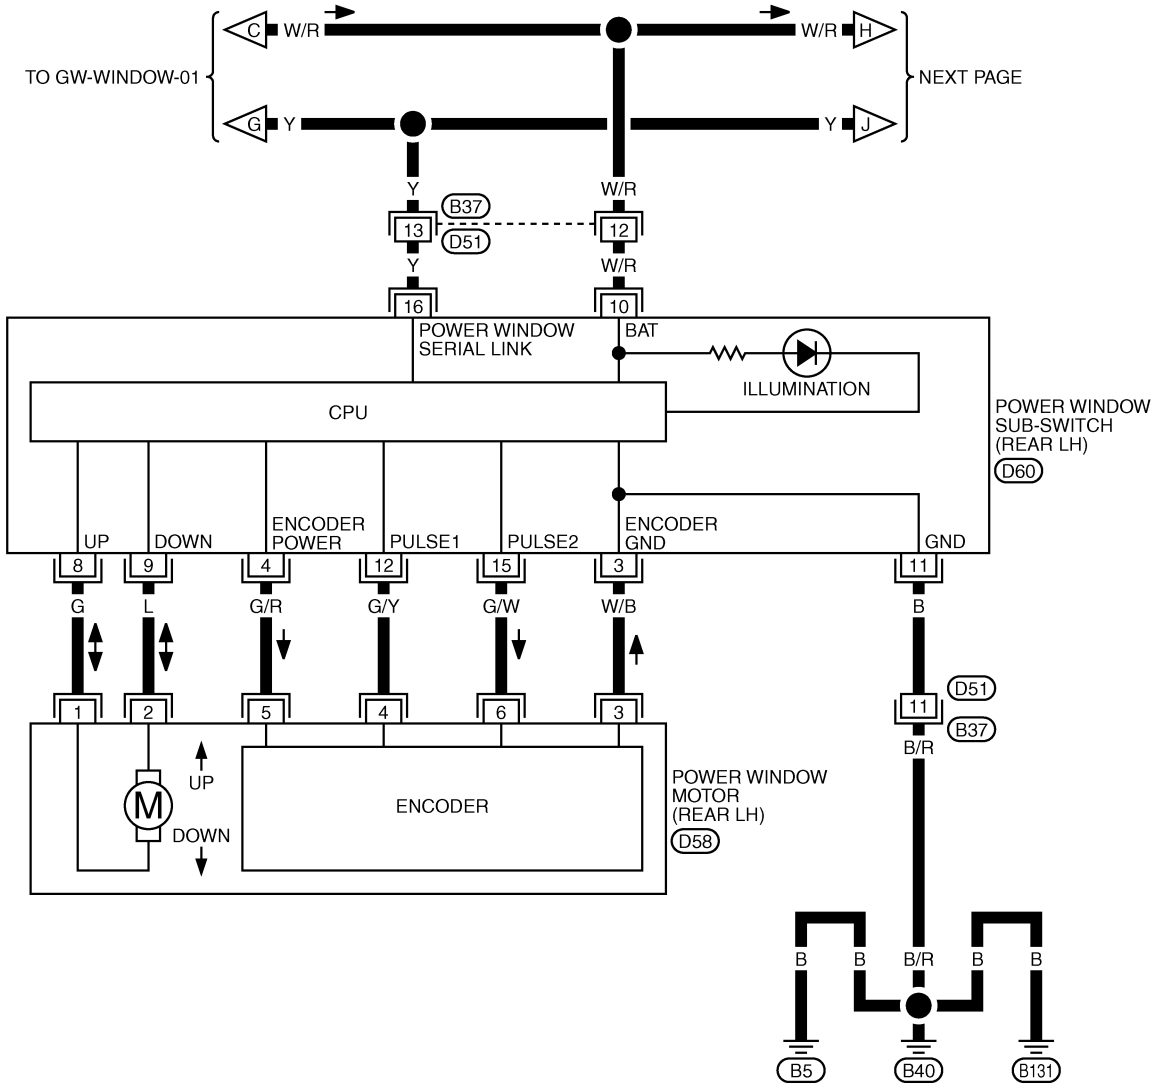 C W/R W/R H
TO GW-WINDOW-01 NEXT PAGE
G Y Y J
Y W/R
B37
13 12
D51
Y W/R
16 10
POWER WINDOW
SERIAL LINK
BAT
ILLUMINATION
CPU
POWER WINDOW
SUB-SWITCH
(REAR LH)
D60
UP DOWN
ENCODER
POWER
PULSE1 PULSE2
ENCODER
GND
GND
8 9 4 12 15 3 11
G L G/R G/Y G/W W/B B
D51
1 2 5 4 6 3 11
B37
B/R
UP
M
DOWN
ENCODER
POWER WINDOW
MOTOR
(REAR LH)
D58
B B B/R B B
B5 B40 B131